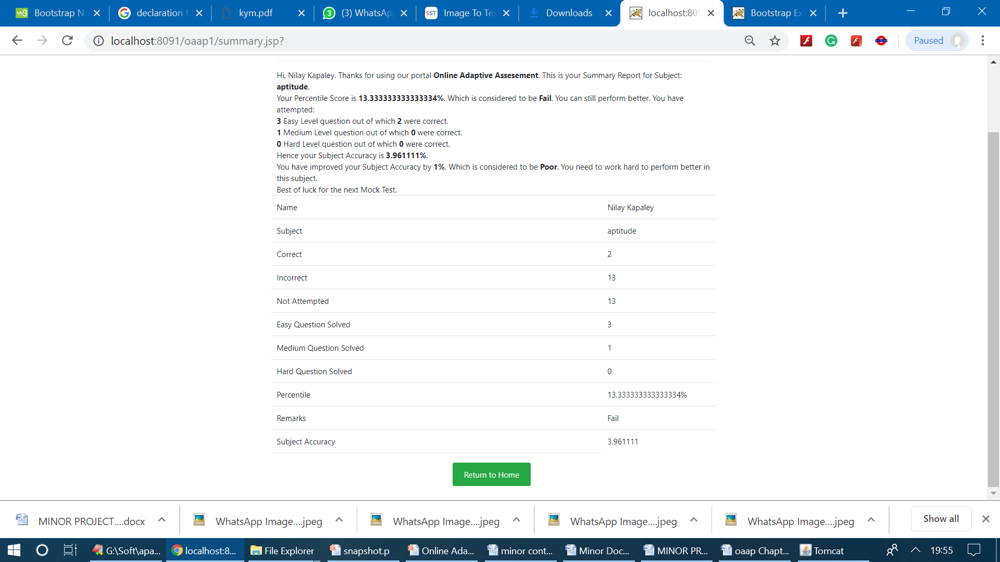 Bootstrap N
declaration f
kym.pdf
(3) WhatsAp
SST Image To Te
Downloads
localhost:809
Bootstrap Ex
localhost:8091/oaap1/summary.jsp?
Paused
Hi, Nilay Kapaley. Thanks for using our portal Online Adaptive Assesement. This is your Summary Report for Subject:
aptitude.
Your Percentile Score is 13.333333333333334%. Which is considered to be Fail. You can still perform better. You have
attempted:
3 Easy Level question out of which 2 were correct.
1 Medium Level question out of which 0 were correct.
0 Hard Level question out of which 0 were correct.
Hence your Subject Accuracy is 3.961111%.
You have improved your Subject Accuracy by 1%. Which is considered to be Poor. You need to work hard to perform better in
this subject.
Best of luck for the next Mock Test.
Name Nilay Kapaley
Subject aptitude
Correct 2
Incorrect 13
Not Attempted 13
Easy Question Solved 3
Medium Question Solved 1
Hard Question Solved 0
Percentile 13.333333333333334%
Remarks Fail
Subject Accuracy 3.961111
Return to Home
MINOR PROJECT....docx
WhatsApp Image....jpeg
WhatsApp Image....jpeg
WhatsApp Image....jpeg
WhatsApp Image....jpeg
Show all
G:\Soft\apa...
localhost:8...
File Explorer
snapshot.p
Online Ada...
minor cont...
Minor Doc...
MINOR PR...
oaap Chapt...
Tomcat
19:55